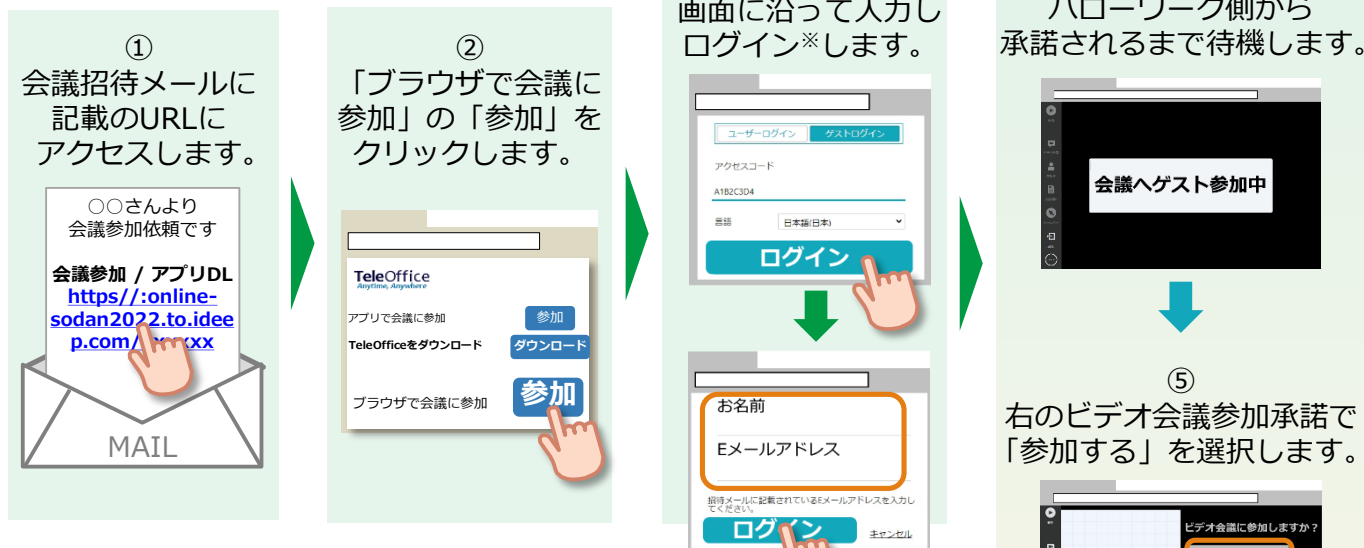 ①
会議招待メールに
記載のURLに
アクセスします。
○○さんより
会議参加依頼です
会議参加 / アプリDL
https//:online-
sodan2022.to.idee
p.com/
MAIL
②
「ブラウザで会議に
参加」の「参加」を
クリックします。
TeleOffice
Anytime, Anywhere
アプリで会議に参加 参加
TeleOfficeをダウンロード ダウンロード
ブラウザで会議に参加 参加
画面に沿って入力し
ログイン※します。
ユーザーログイン ゲストログイン
アクセスコード
A1B2C3D4
言語 日本語(日本)
ログイン
お名前
Eメールアドレス
招待メールに記載されているEメールアドレスを入力し
てください。
ログイン キャンセル
ハローワーク側から
承諾されるまで待機します。
会議へゲスト参加中
⑤
右のビデオ会議参加承諾で
「参加する」を選択します。
ビデオ会議に参加しますか？